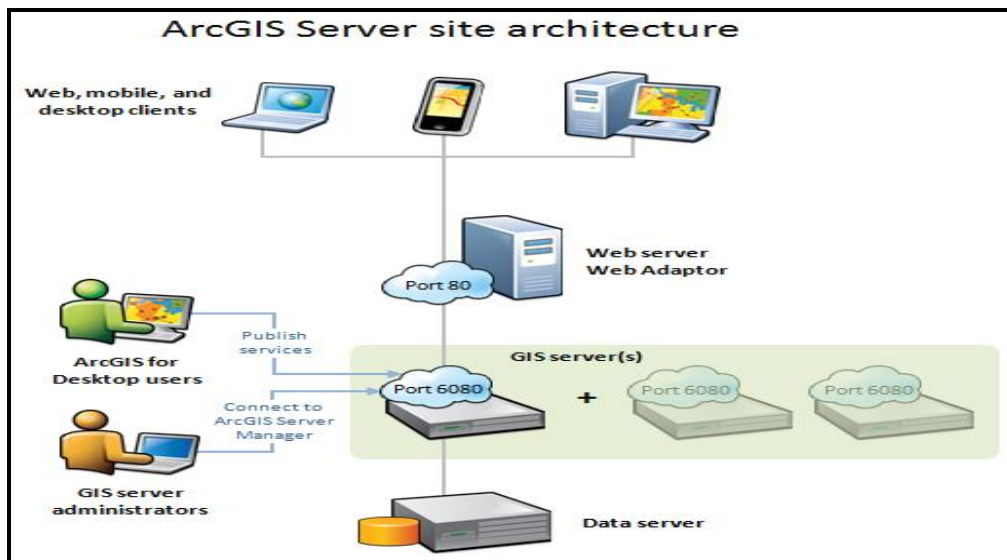 ArcGIS Server site architecture
Web, mobile, and
desktop clients
Web server
Web Adaptor
Port 80
Publish
services
ArcGIS for
Desktop users
GIS server(s)
Port 6080
+
Port 6080
Port 6080
Connect to
ArcGIS Server
Manager
GIS server
administrators
Data server